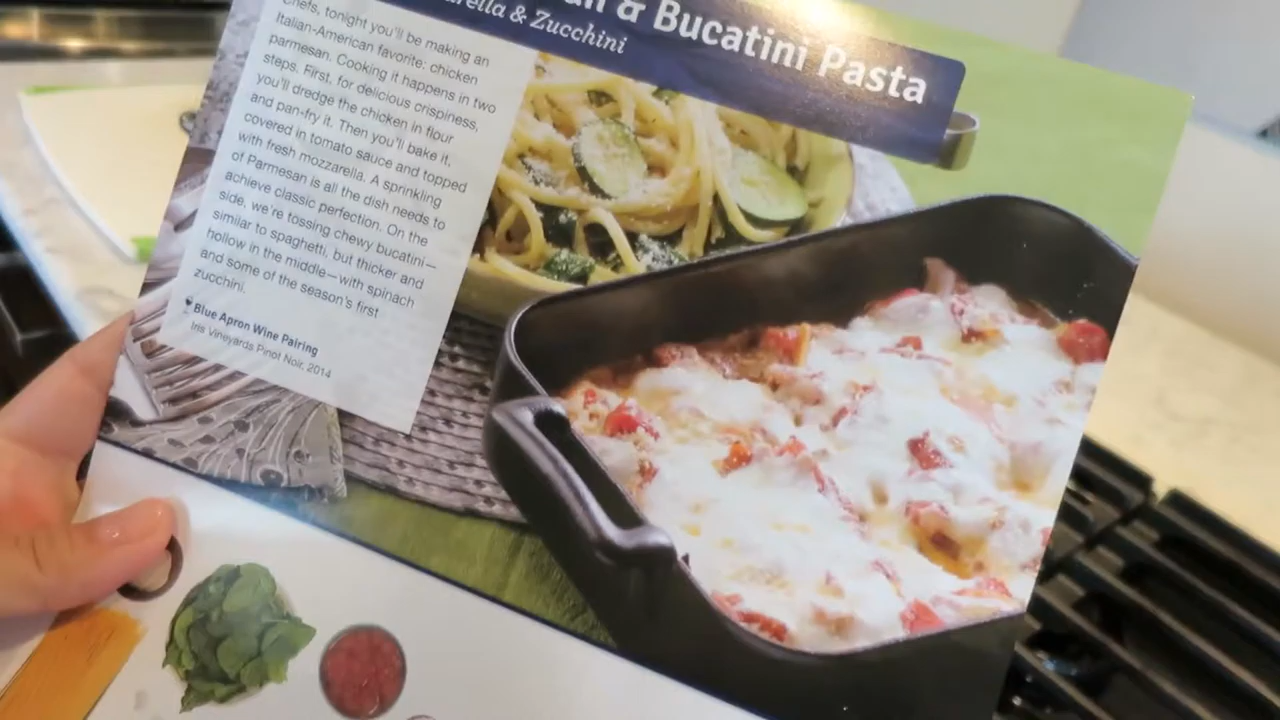 & Bucatini Pasta
& Zucchini
Chefs, tonight you'll be making an
Italian-American favorite: chicken
parmesan. Cooking it happens in two
steps. First, for delicious crispiness,
you'll dredge the chicken in flour
and pan-fry it. Then you'll bake it,
covered in tomato sauce and topped
with fresh mozzarella. A sprinkling
of Parmesan is all the dish needs to
achieve classic perfection. On the
side, we're tossing chewy bucatini—
similar to spaghetti, but thicker and
hollow in the middle—with spinach
and some of the season's first
zucchini.
Blue Apron Wine Pairing
Iris Vineyards Pinot Noir, 2014